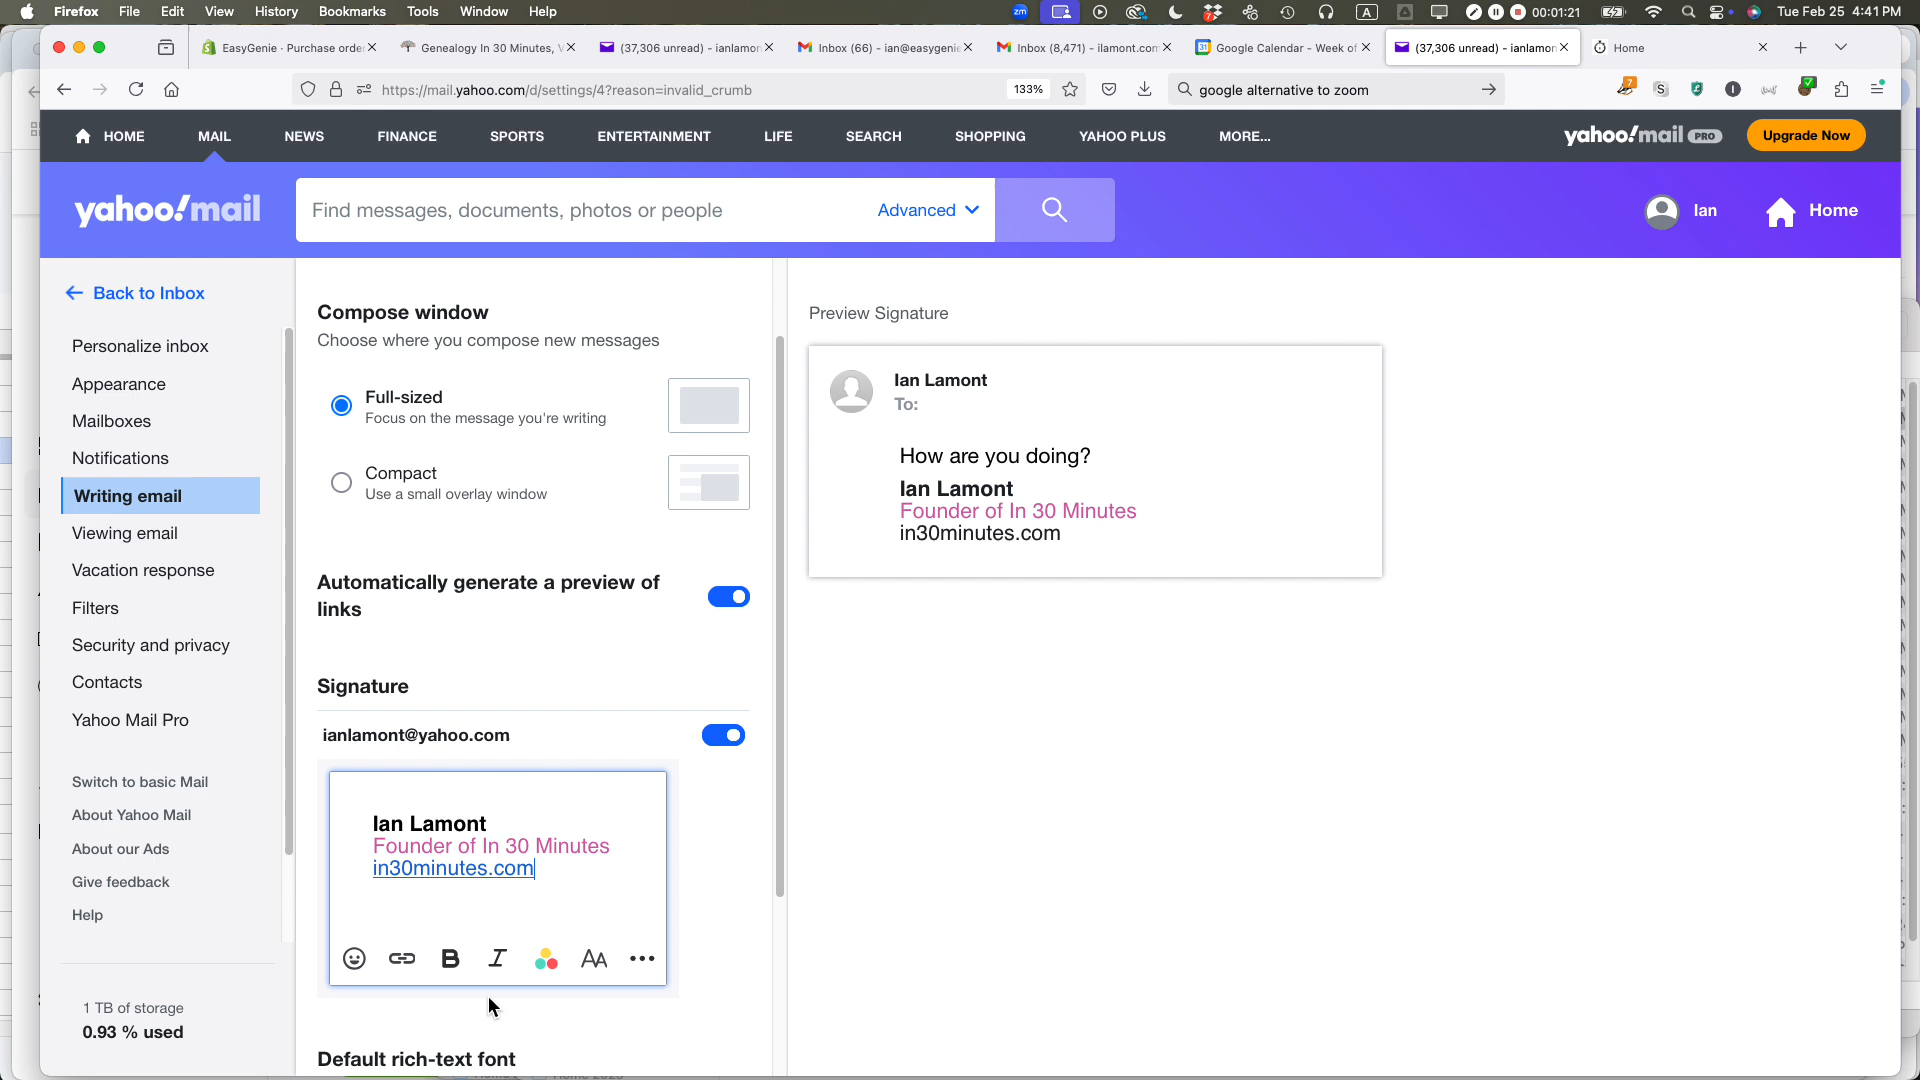 Firefox File Edit View History Bookmarks Tools Window Help
zm A 00:01:21 Tue Feb 25 4:41 PM
EasyGenie · Purchase orde
Genealogy In 30 Minutes, V
(37,306 unread) - ianlamon
Inbox (66) - ian@easygenie
Inbox (8,471) - ilamont.com
31 Google Calendar - Week of
(37,306 unread) - ianlamon
Home
https://mail.yahoo.com/d/settings/4?reason=invalid_crumb
133%
google alternative to zoom
7 S
HOME MAIL NEWS FINANCE SPORTS ENTERTAINMENT LIFE SEARCH SHOPPING YAHOO PLUS MORE...
yahoo!mail PRO
Upgrade Now
yahoo!mail
Find messages, documents, photos or people
Advanced
Ian
Home
Back to Inbox
Personalize inbox
Appearance
Mailboxes
Notifications
Writing email
Viewing email
Vacation response
Filters
Security and privacy
Contacts
Yahoo Mail Pro
Switch to basic Mail
About Yahoo Mail
About our Ads
Give feedback
Help
1 TB of storage
0.93 % used
Compose window
Choose where you compose new messages
Full-sized
Focus on the message you're writing
Compact
Use a small overlay window
Automatically generate a preview of
links
Signature
ianlamont@yahoo.com
Ian Lamont
Founder of In 30 Minutes
in30minutes.com
B I AA
Default rich-text font
Preview Signature
Ian Lamont
To:
How are you doing?
Ian Lamont
Founder of In 30 Minutes
in30minutes.com